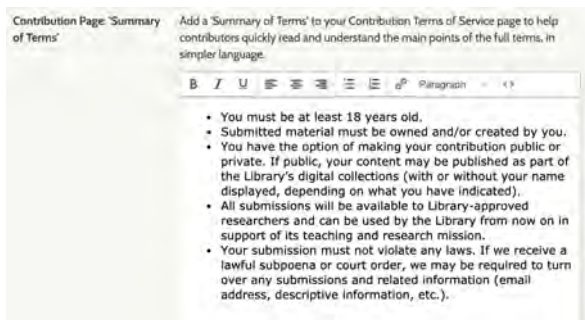 Contribution Page: 'Summary of Terms'
Add a 'Summary of Terms' to your Contribution Terms of Service page to help
contributors quickly read and understand the main points of the full terms, in
simpler language.
B I U Paragraph <>
• You must be at least 18 years old.
• Submitted material must be owned and/or created by you.
• You have the option of making your contribution public or
private. If public, your content may be published as part of
the Library's digital collections (with or without your name
displayed, depending on what you have indicated).
• All submissions will be available to Library-approved
researchers and can be used by the Library from now on in
support of its teaching and research mission.
• Your submission must not violate any laws. If we receive a
lawful subpoena or court order, we may be required to turn
over any submissions and related information (email
address, descriptive information, etc.).